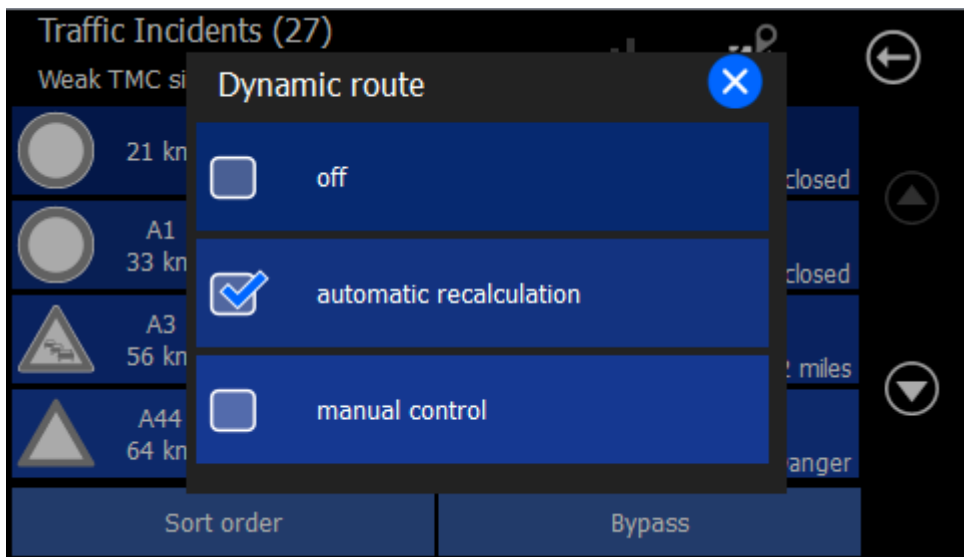 Traffic Incidents (27)
Weak TMC si
Dynamic route
21 km
closed
off
A1
33 km
closed
automatic recalculation
A3
56 km
2 miles
manual control
A44
64 km
anger
Sort order
Bypass